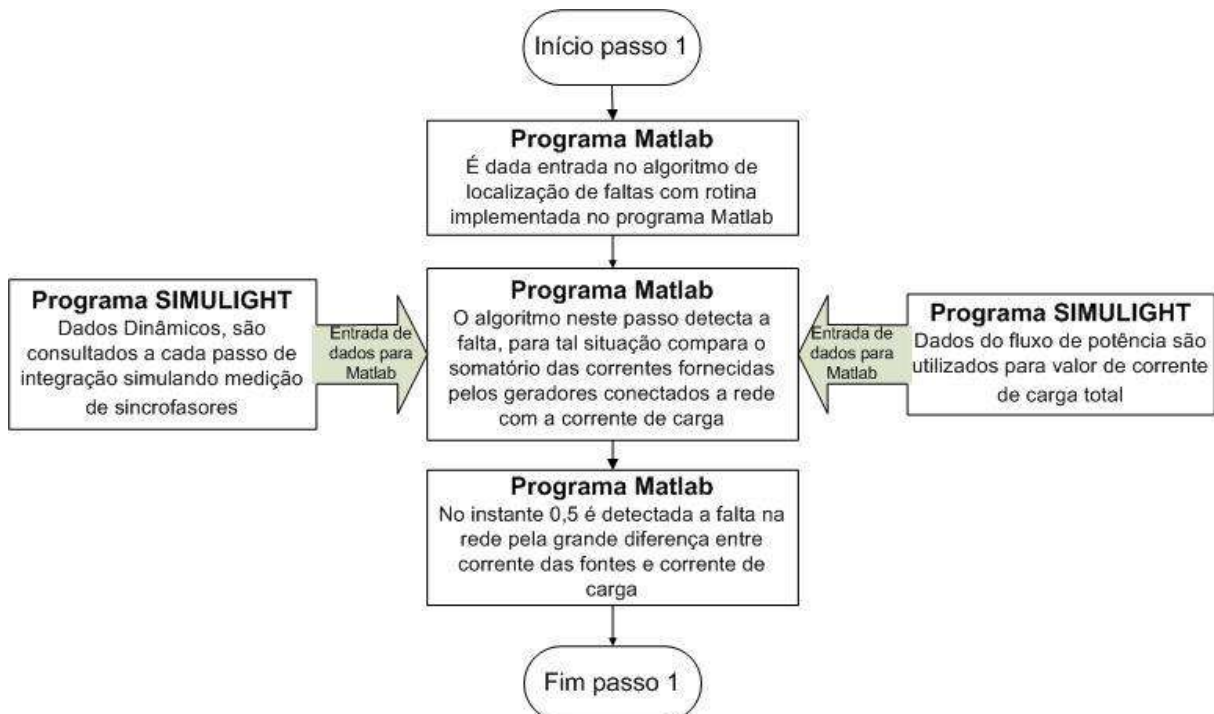 Início passo 1
Programa Matlab
É dada entrada no algoritmo de
localização de faltas com rotina
implementada no programa Matlab
Programa SIMULIGHT
Dados Dinâmicos, são
consultados a cada passo de
integração simulando medição
de sincrofasores
Entrada de
dados para
Matlab
Programa Matlab
O algoritmo neste passo detecta a
falta, para tal situação compara o
somatório das correntes fornecidas
pelos geradores conectados a rede
com a corrente de carga
Entrada de
dados para
Matlab
Programa SIMULIGHT
Dados do fluxo de potência são
utilizados para valor de corrente
de carga total
Programa Matlab
No instante 0,5 é detectada a falta na
rede pela grande diferença entre
corrente das fontes e corrente de
carga
Fim passo 1